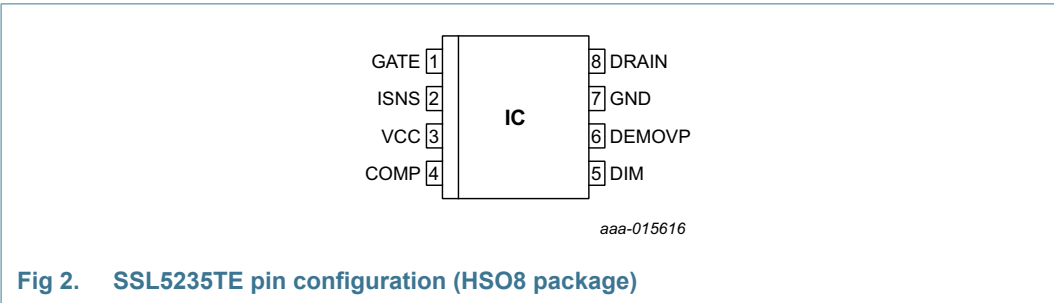 GATE 1
8 DRAIN
ISNS 2
7 GND
IC
VCC 3
6 DEMOVP
COMP 4
5 DIM
aaa-015616
Fig 2. SSL5235TE pin configuration (HSO8 package)